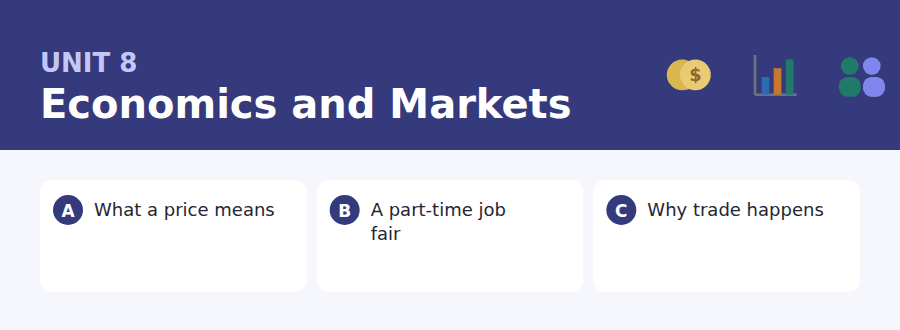 UNIT 8
Economics and Markets
$
A What a price means
B A part-time job
fair
C Why trade happens